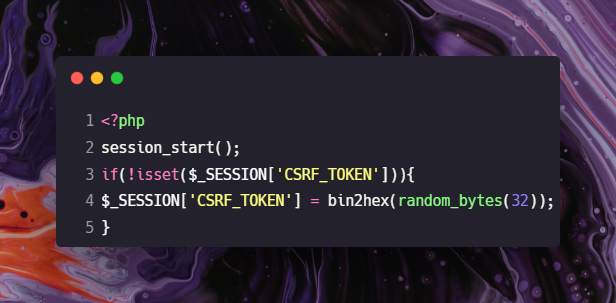 1 <?php
2 session_start();
3 if(!isset($_SESSION['CSRF_TOKEN'])){
4 $_SESSION['CSRF_TOKEN'] = bin2hex(random_bytes(32));
5 }